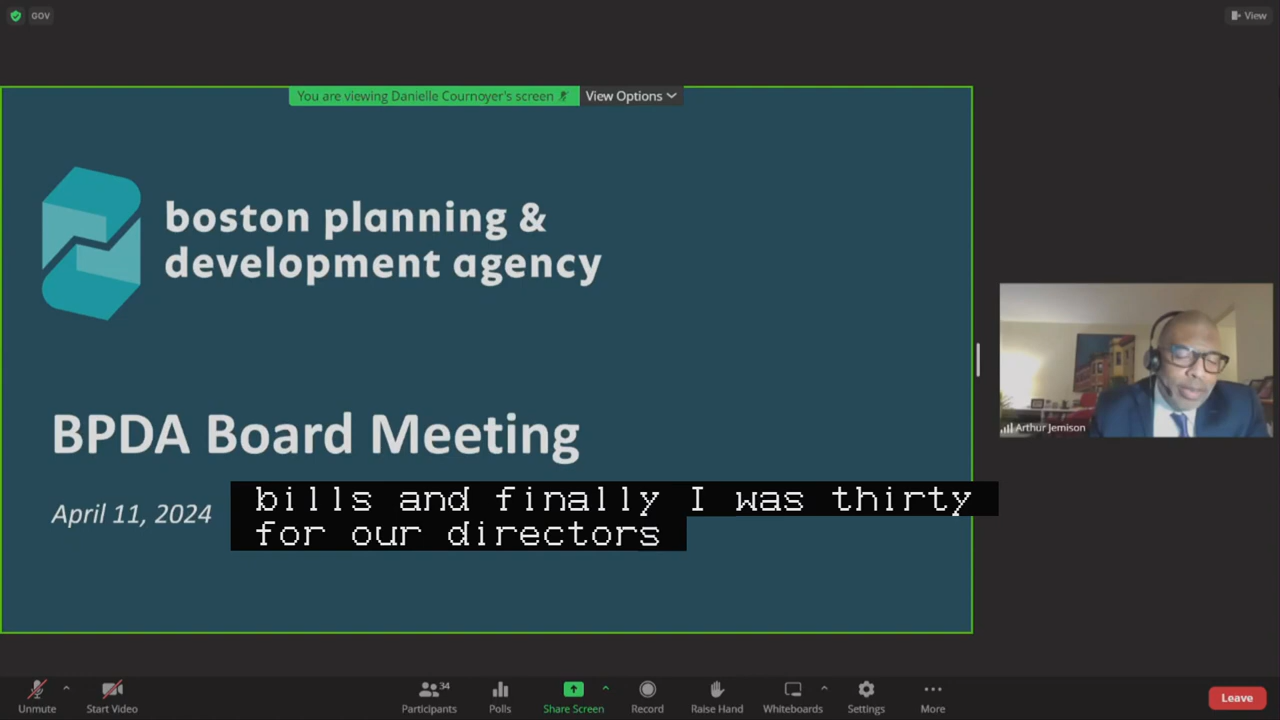 GOV
View
You are viewing Danielle Cournoyer's screen
View Options
boston planning &
development agency
BPDA Board Meeting
April 11, 2024
bills and finally I was thirty
for our directors
Arthur Jemison
Unmute
Start Video
34
Participants
Polls
Share Screen
Record
Raise Hand
Whiteboards
Settings
More
Leave